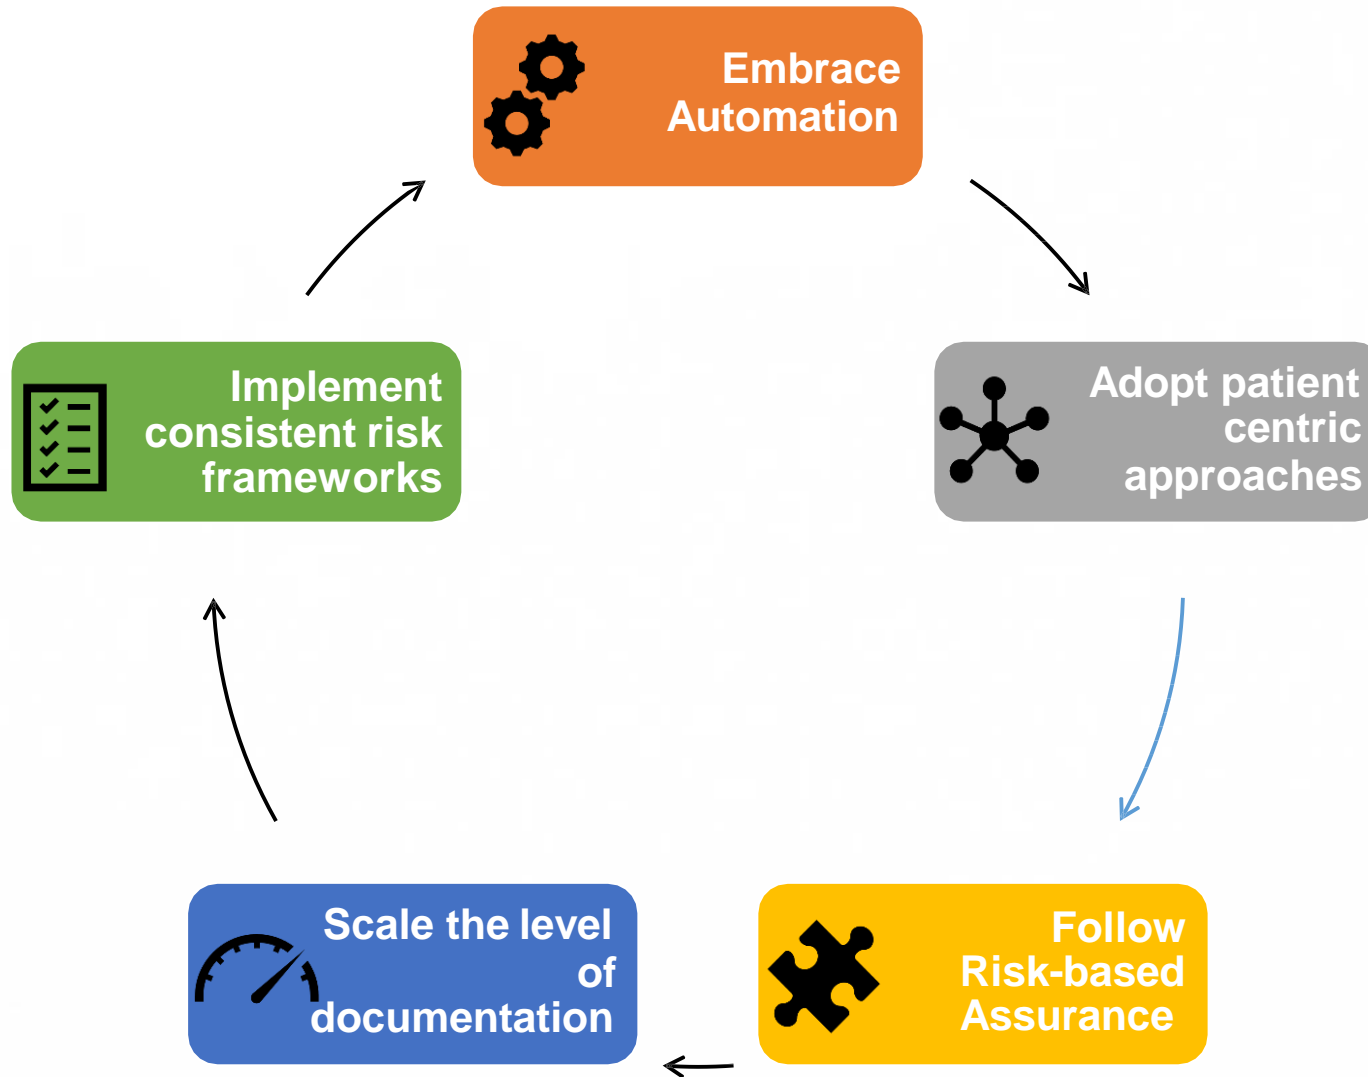 Embrace
Automation
Adopt patient
centric
approaches
Follow
Risk-based
Assurance
Scale the level
of
documentation
Implement
consistent risk
frameworks